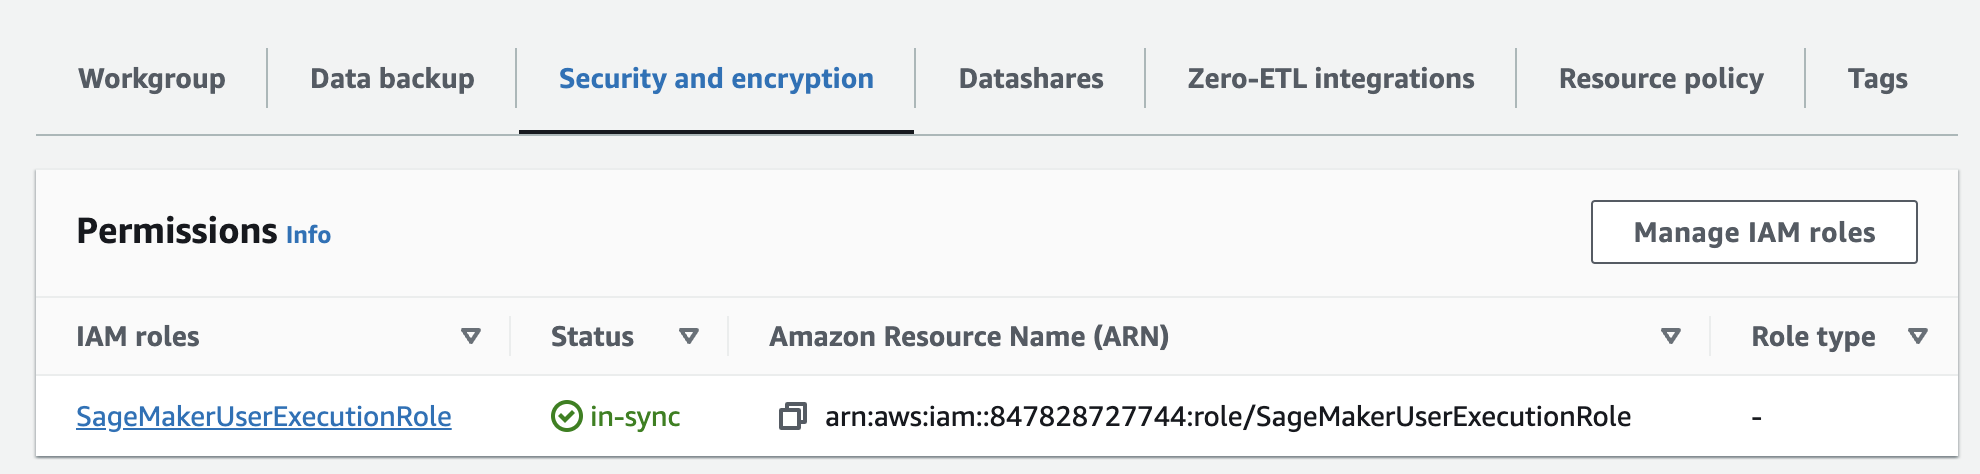 Workgroup Data backup Security and encryption Datashares Zero-ETL integrations Resource policy Tags
Permissions Info Manage IAM roles
IAM roles Status Amazon Resource Name (ARN) Role type
SageMakerUserExecutionRole in-sync arn:aws:iam::847828727744:role/SageMakerUserExecutionRole -